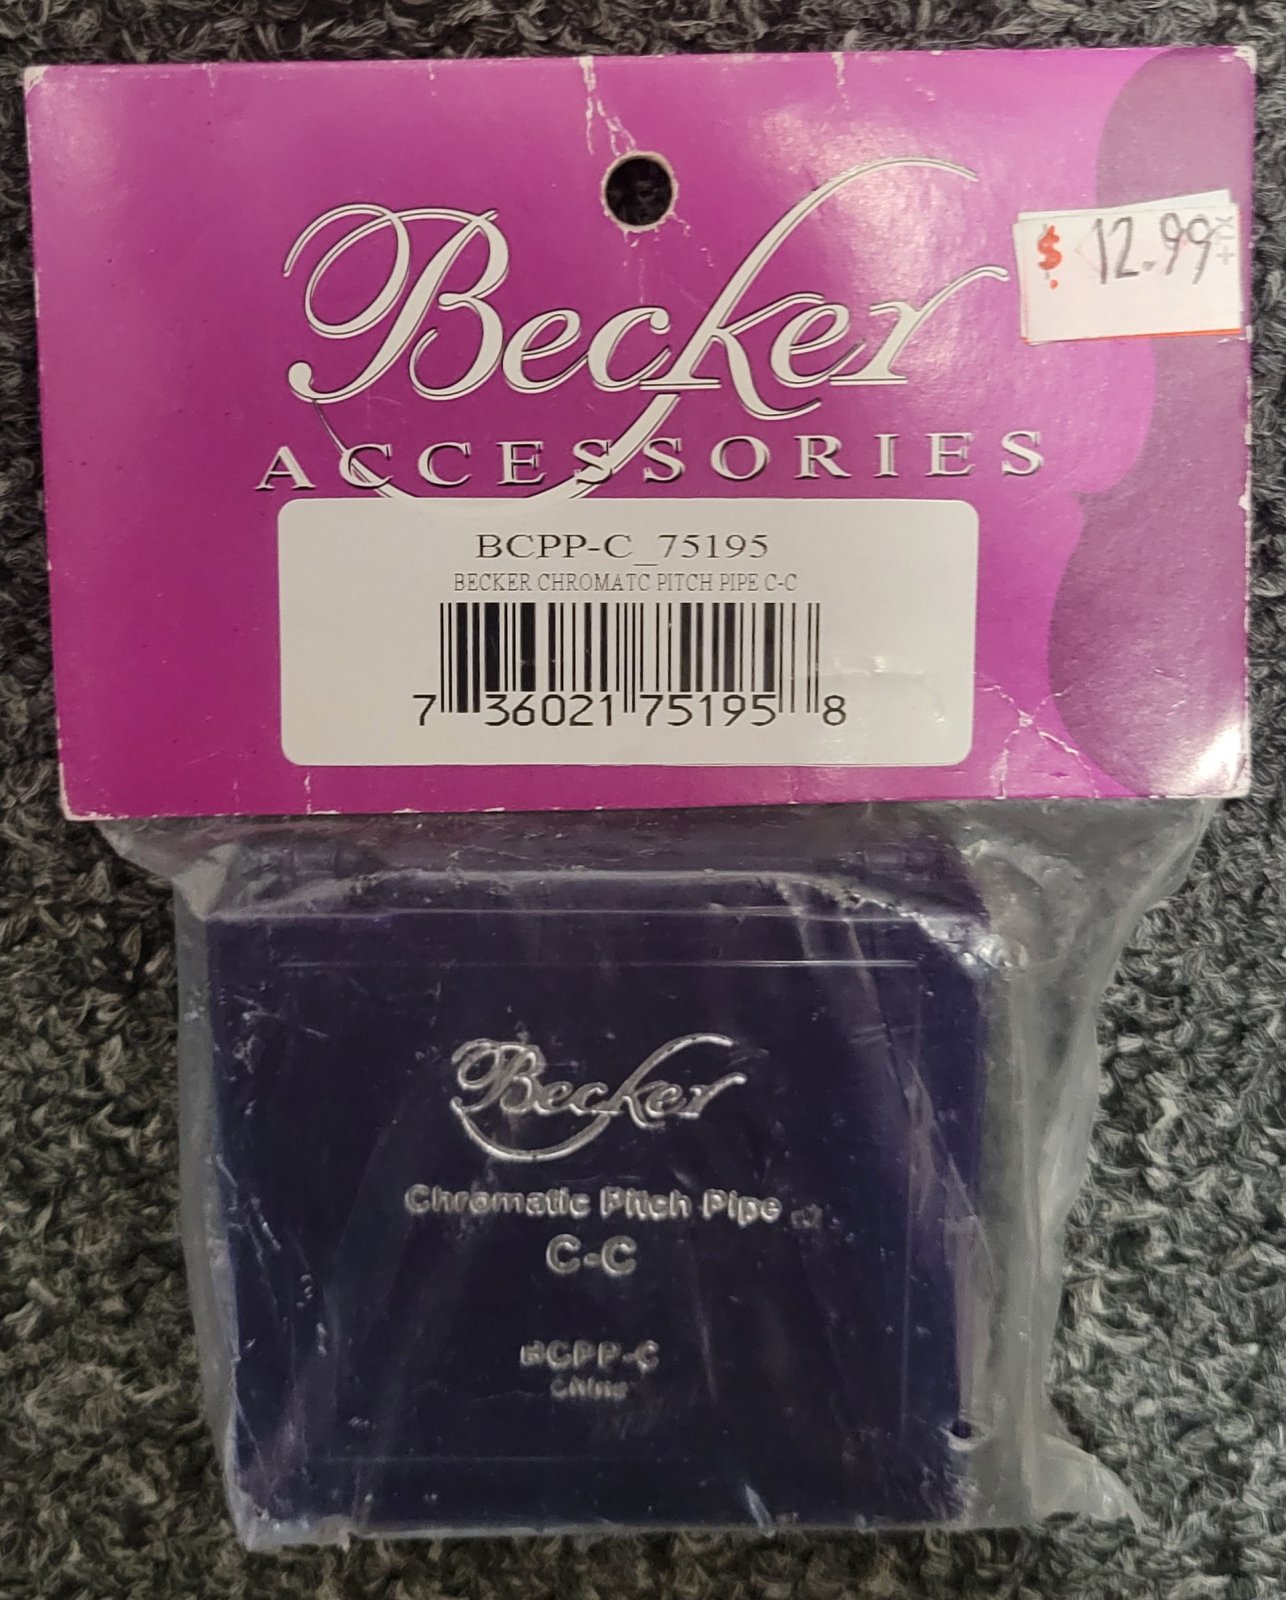 Becker
$ 12.99
ACCESSORIES
BCPP-C_75195
BECKER CHROMATC PITCH PIPE C-C
7 36021 75195 8
Becker
Chromatic Pitch Pipe
C-C
BCPP-C
China